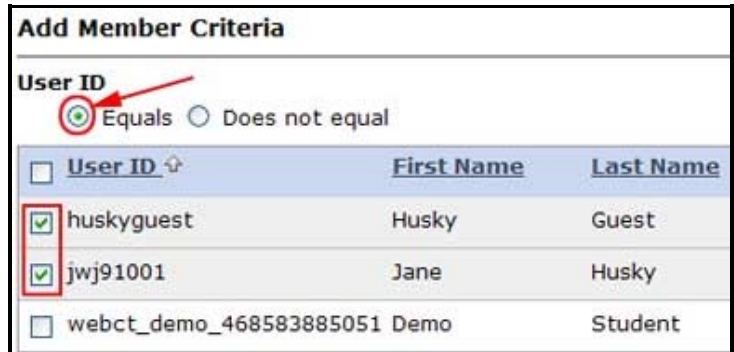 Add Member Criteria
User ID
Equals Does not equal
User ID First Name Last Name
huskyguest Husky Guest
jwj91001 Jane Husky
webct_demo_468583885051 Demo Student